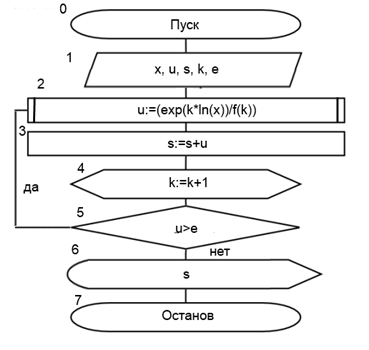 0
Пуск
1
x, u, s, k, e
2
u:=(exp(k*ln(x))/f(k))
3
s:=s+u
4
k:=k+1
да
5
u>e
нет
6
s
7
Останов